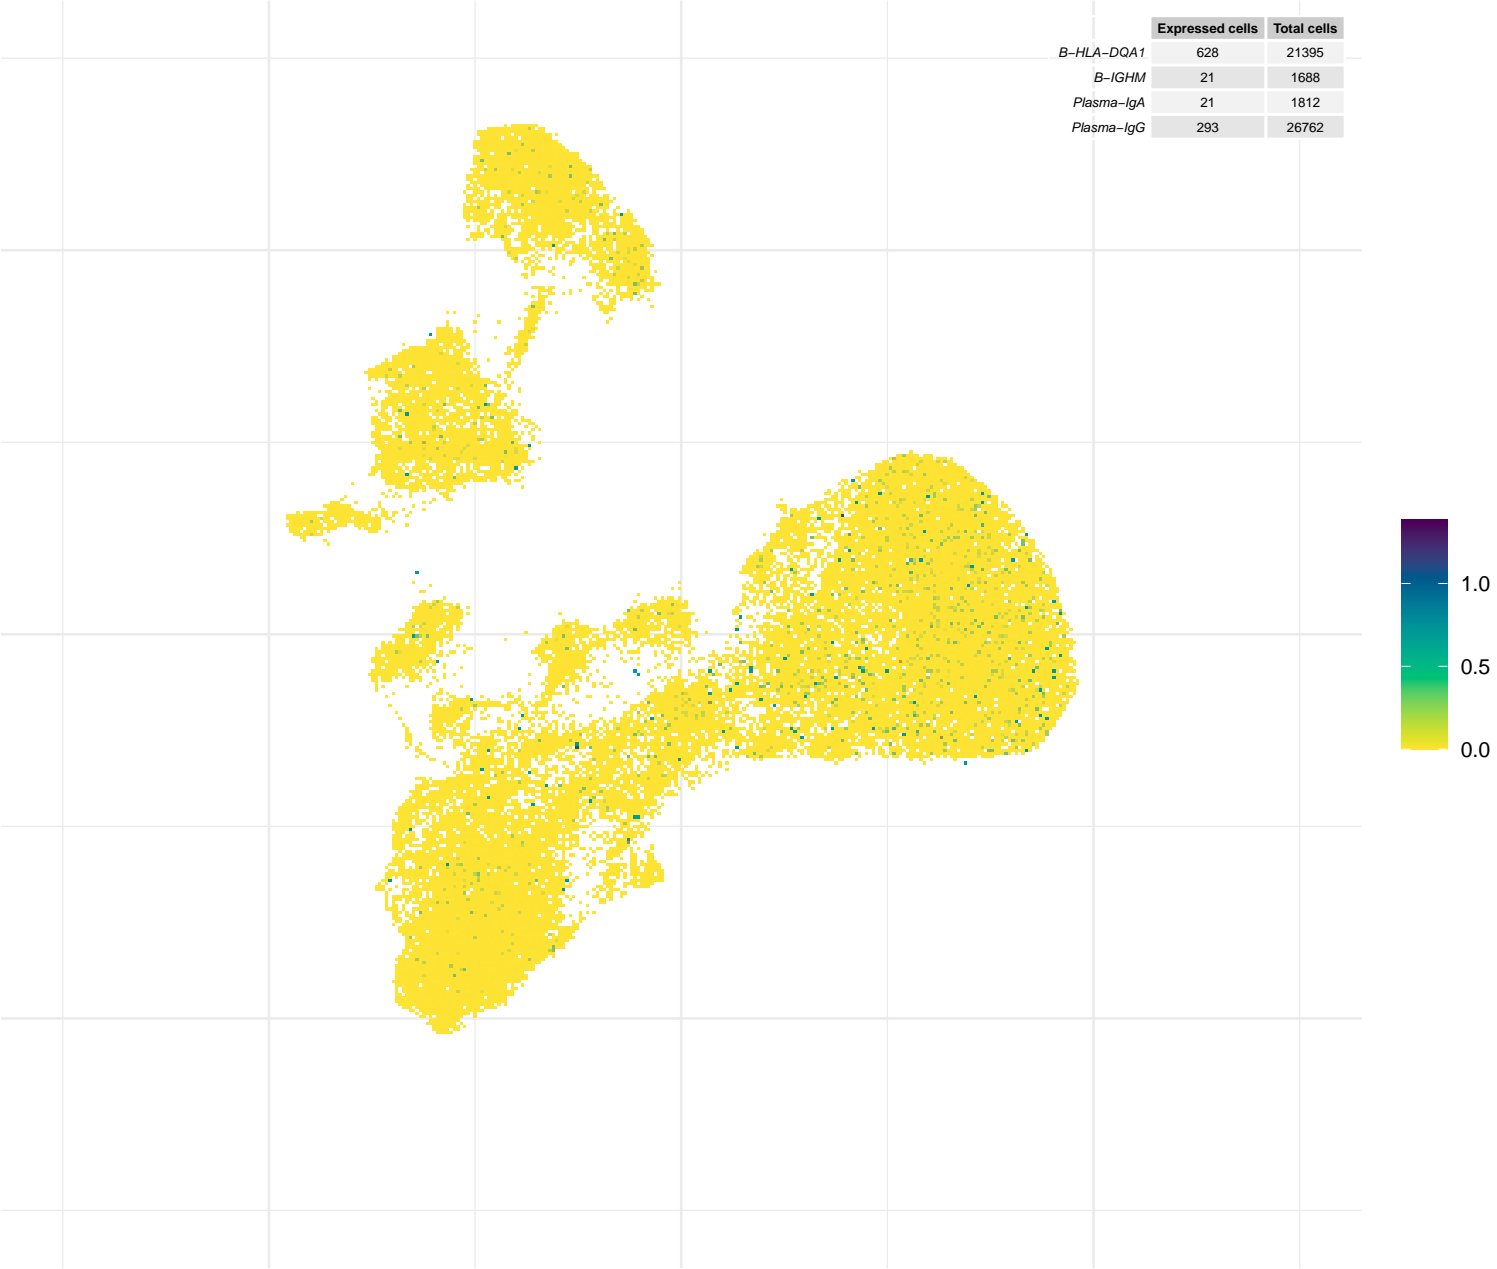 Expressed cells Total cells
B−HLA−DQA1 628 21395
B−IGHM 21 1688
Plasma−IgA 21 1812
Plasma−IgG 293 26762
1.0
0.5
0.0